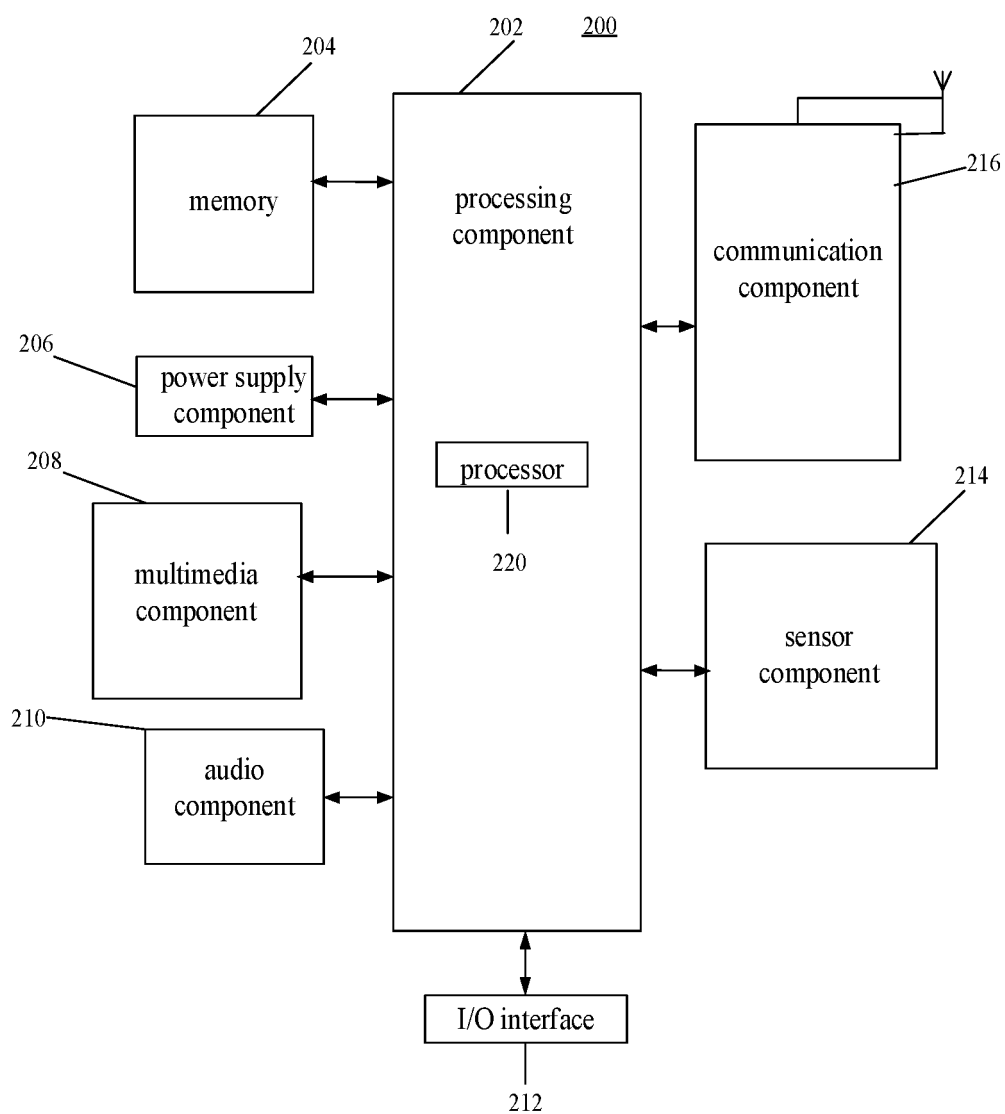 202
200
204
memory
processing
component
216
communication
component
206
power supply
component
208
processor
214
220
multimedia
component
sensor
component
210
audio
component
I/O interface
212